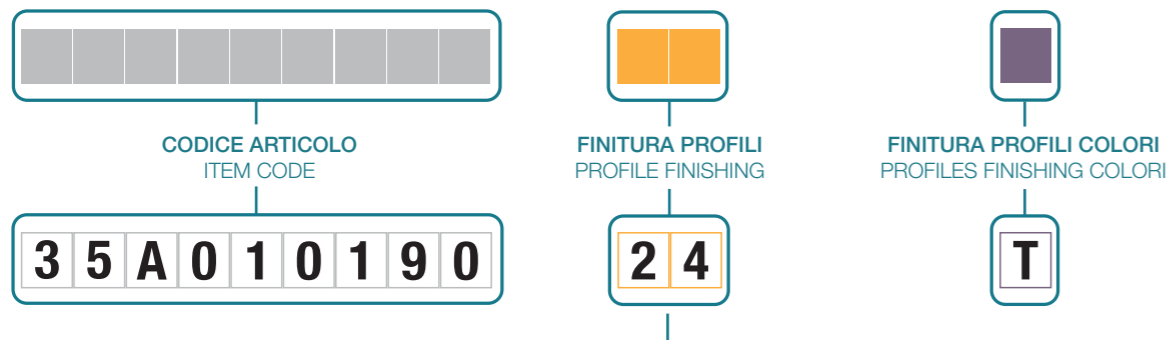 CODICE ARTICOLO
ITEM CODE
FINITURA PROFILI
PROFILE FINISHING
FINITURA PROFILI COLORI
PROFILES FINISHING COLORI
35A010190
24
T